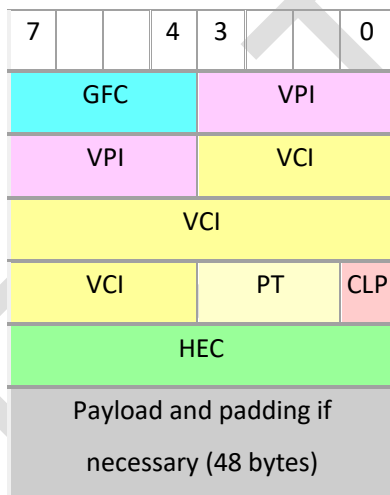 7 4 3 0
GFC VPI
VPI VCI
VCI
VCI PT CLP
HEC
Payload and padding if
necessary (48 bytes)